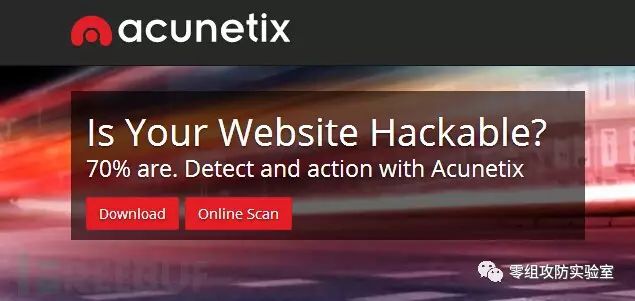 acunetix
Is Your Website Hackable?
70% are. Detect and action with Acunetix
Download
Online Scan
零组攻防实验室